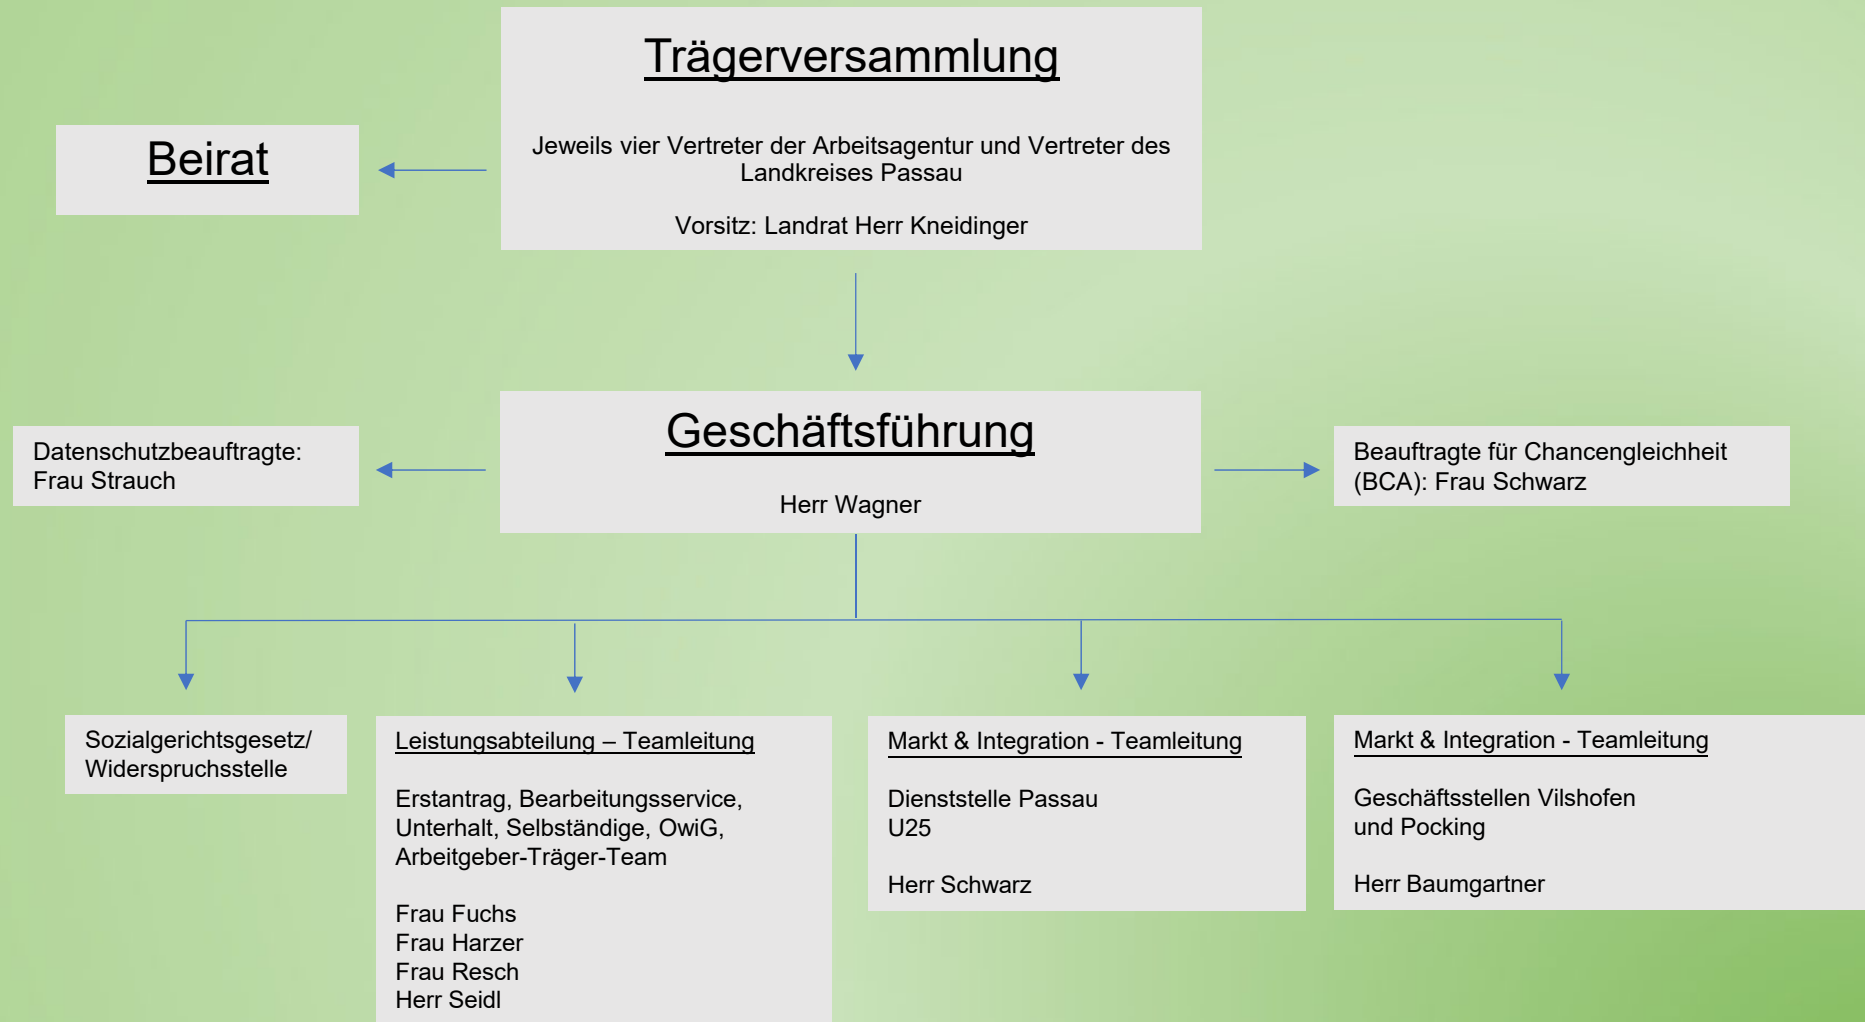 Trägerversammlung
Jeweils vier Vertreter der Arbeitsagentur und Vertreter des
Landkreises Passau
Vorsitz: Landrat Herr Kneidinger
Beirat
Geschäftsführung
Herr Wagner
Datenschutzbeauftragte:
Frau Strauch
Beauftragte für Chancengleichheit
(BCA): Frau Schwarz
Sozialgerichtsgesetz/
Widerspruchsstelle
Leistungsabteilung – Teamleitung
Erstantrag, Bearbeitungsservice,
Unterhalt, Selbständige, OwiG,
Arbeitgeber-Träger-Team
Frau Fuchs
Frau Harzer
Frau Resch
Herr Seidl
Markt & Integration - Teamleitung
Dienststelle Passau
U25
Herr Schwarz
Markt & Integration - Teamleitung
Geschäftsstellen Vilshofen
und Pocking
Herr Baumgartner